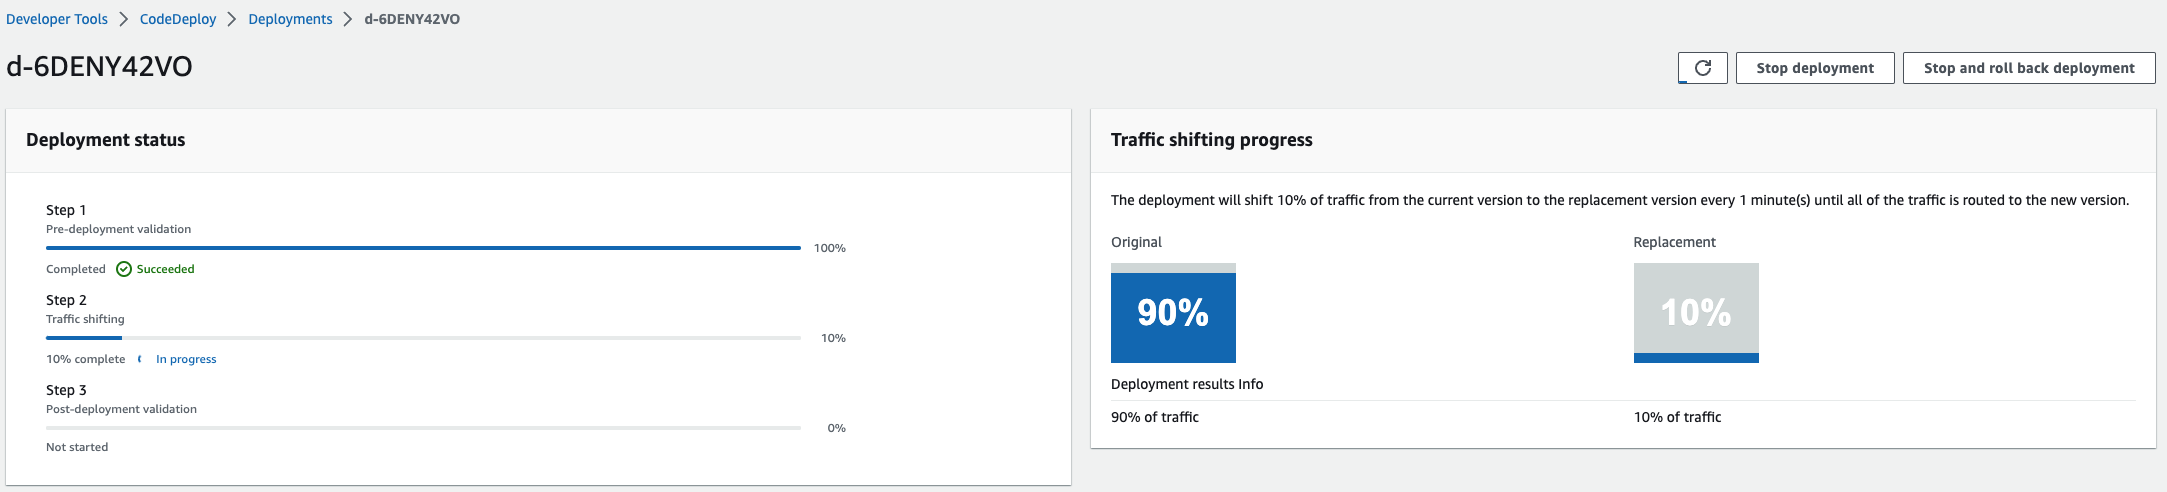 Developer Tools > CodeDeploy > Deployments > d-6DENY42VO
d-6DENY42VO
Stop deployment
Stop and roll back deployment
Deployment status
Step 1
Pre-deployment validation
100%
Completed Succeeded
Step 2
Traffic shifting
10%
10% complete In progress
Step 3
Post-deployment validation
0%
Not started
Traffic shifting progress
The deployment will shift 10% of traffic from the current version to the replacement version every 1 minute(s) until all of the traffic is routed to the new version.
Original
Replacement
90%
10%
Deployment results Info
90% of traffic
10% of traffic